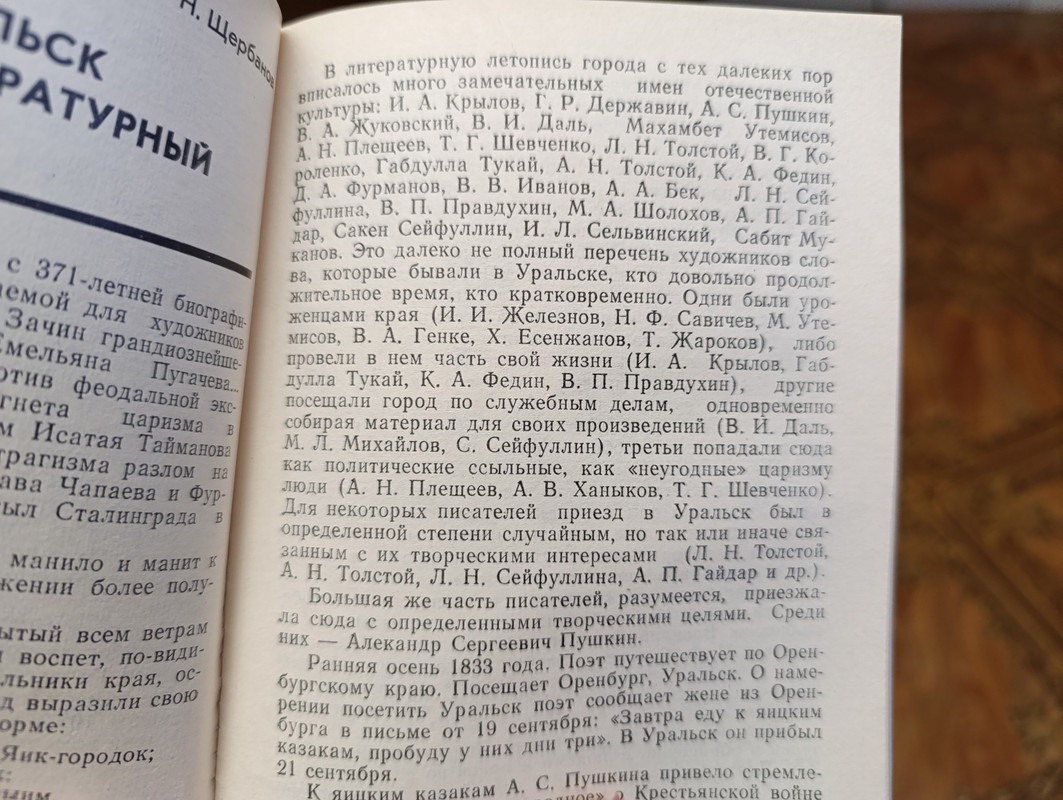 Н. Щербанов
ЛЬСК
РАТУРНЫЙ
с 371-летней биографи-
аемой для художников
Зачин грандиознейше-
Емельяна Пугачева...
отив феодальной экс-
гнета царизма в
м Исатая Тайманова
трагизма разлом на
ава Чапаева и Фур-
ыл Сталинграда в
манило и манит к
жении более полу-
ытый всем ветрам
воспет, по-види-
льники края, ос-
д выразили свою
орме:
Яик-городок;
В литературную летопись города с тех далеких пор
вписалось много замечательных имен отечественной
культуры: И. А. Крылов, Г. Р. Державин, А. С. Пушкин,
В. А. Жуковский, В. И. Даль, Махамбет Утемисов,
А. Н. Плещеев, Т. Г. Шевченко, Л. Н. Толстой, В. Г. Ко-
роленко, Габдулла Тукай, А. Н. Толстой, К. А. Федин,
Д. А. Фурманов, В. В. Иванов, А. А. Бек, Л. Н. Сей-
фуллина, В. П. Правдухин, М. А. Шолохов, А. П. Гай-
дар, Сакен Сейфуллин, И. Л. Сельвинский, Сабит Му-
канов. Это далеко не полный перечень художников сло-
ва, которые бывали в Уральске, кто довольно продол-
жительное время, кто кратковременно. Одни были уро-
женцами края (И. И. Железнов, Н. Ф. Савичев, М. Уте-
мисов, В. А. Генке, Х. Есенжанов, Т. Жароков), либо
провели в нем часть свой жизни (И. А. Крылов, Габ-
дулла Тукай, К. А. Федин, В. П. Правдухин), другие
посещали город по служебным делам, одновременно
собирая материал для своих произведений (В. И. Даль,
М. Л. Михайлов, С. Сейфуллин), третьи попадали сюда
как политические ссыльные, как «неугодные» царизму
люди (А. Н. Плещеев, А. В. Ханыков, Т. Г. Шевченко).
Для некоторых писателей приезд в Уральск был в
определенной степени случайным, но так или иначе свя-
занным с их творческими интересами (Л. Н. Толстой,
А. Н. Толстой, Л. Н. Сейфуллина, А. П. Гайдар и др.).
Большая же часть писателей, разумеется, приезжа-
ла сюда с определенными творческими целями. Среди
них — Алекандр Сергеевич Пушкин.
Ранняя осень 1833 года. Поэт путешествует по Орен-
бургскому краю. Посещает Оренбург, Уральск. О наме-
рении посетить Уральск поэт сообщает жене из Орен-
бурга в письме от 19 сентября: «Завтра еду к яицким
казакам, пробуду у них дни три». В Уральск он прибыл
21 сентября.
К яицким казакам А. С. Пушкина привело стремле-
о Крестьянской войне